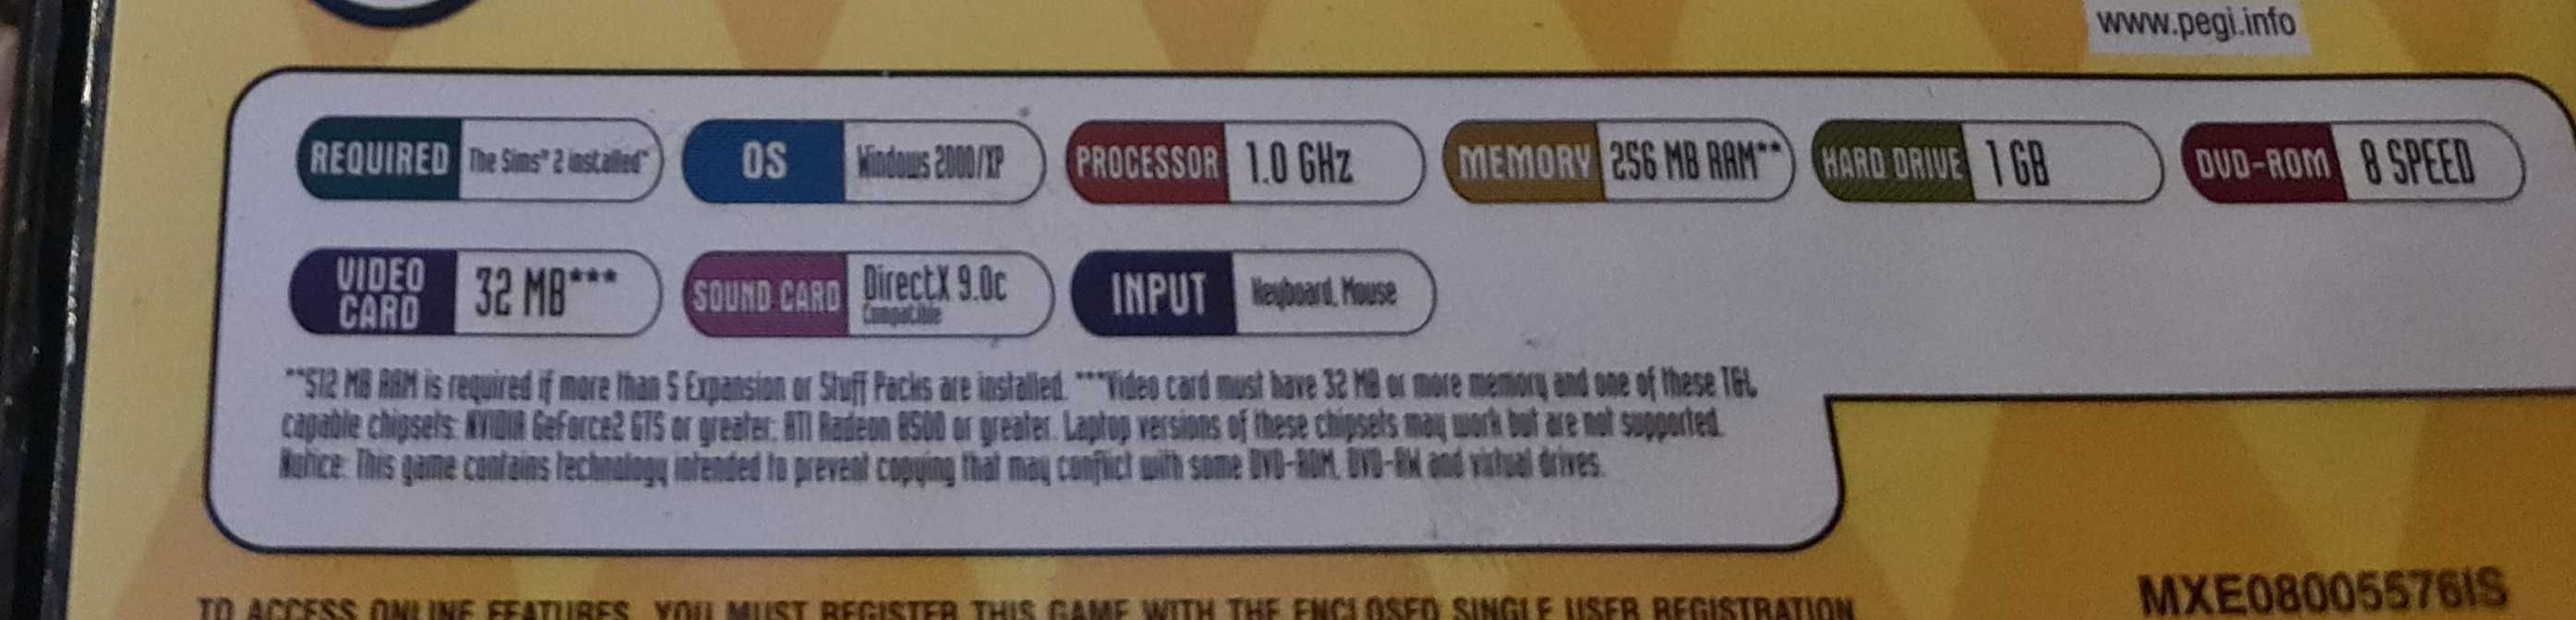 www.pegi.info
REQUIRED The Sims® 2 installed*
OS Windows 2000/XP
PROCESSOR 1.0 GHz
MEMORY 256 MB RAM**
HARD DRIVE 1 GB
DVD-ROM 8 SPEED
VIDEO CARD 32 MB***
SOUND CARD DirectX 9.0c Compatible
INPUT Keyboard, Mouse
**512 MB RAM is required if more than 5 Expansion or Stuff Packs are installed. ***Video card must have 32 MB or more memory and one of these T&L
capable chipsets: NVIDIA GeForce2 GTS or greater; ATI Radeon 8500 or greater. Laptop versions of these chipsets may work but are not supported.
Notice: This game contains technology intended to prevent copying that may conflict with some DVD-ROM, DVD-RW and virtual drives.
MXE08005576IS
TO ACCESS ONLINE FEATURES, YOU MUST REGISTER THIS GAME WITH THE ENCLOSED SINGLE USER REGISTRATION